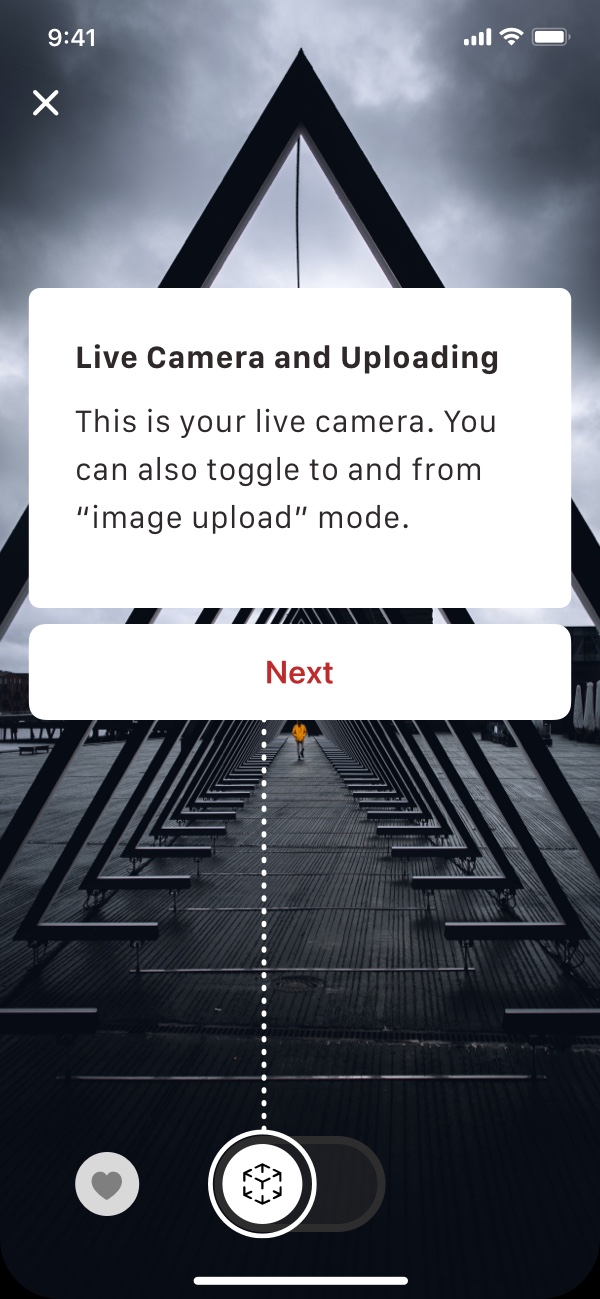 9:41
Live Camera and Uploading
This is your live camera. You
can also toggle to and from
“image upload” mode.
Next